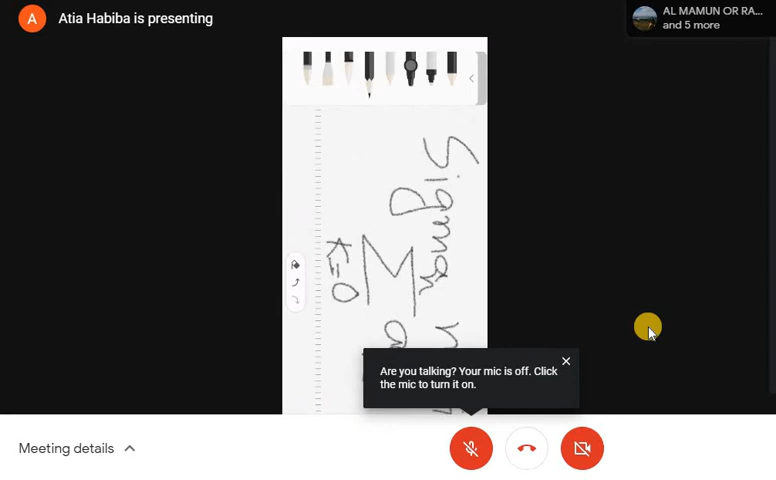 Atia Habiba is presenting
AL MAMUN OR RA...
and 5 more
Sigma
Σ
K=0
Are you talking? Your mic is off. Click
the mic to turn it on.
Meeting details